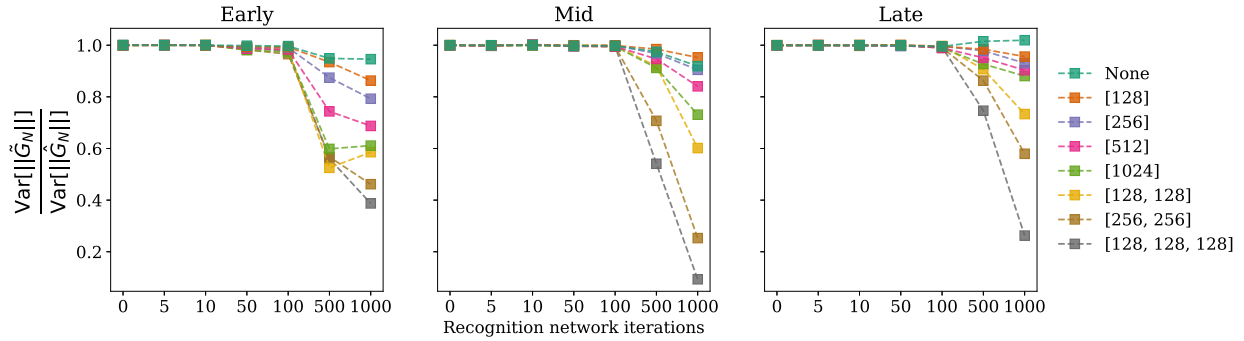 Early Mid Late
Var[||G̃_N||]
Var[||Ĝ_N||]
1.0
0.8
0.6
0.4
0.2
0 5 10 50 100 500 1000
0 5 10 50 100 500 1000
0 5 10 50 100 500 1000
Recognition network iterations
None
[128]
[256]
[512]
[1024]
[128, 128]
[256, 256]
[128, 128, 128]